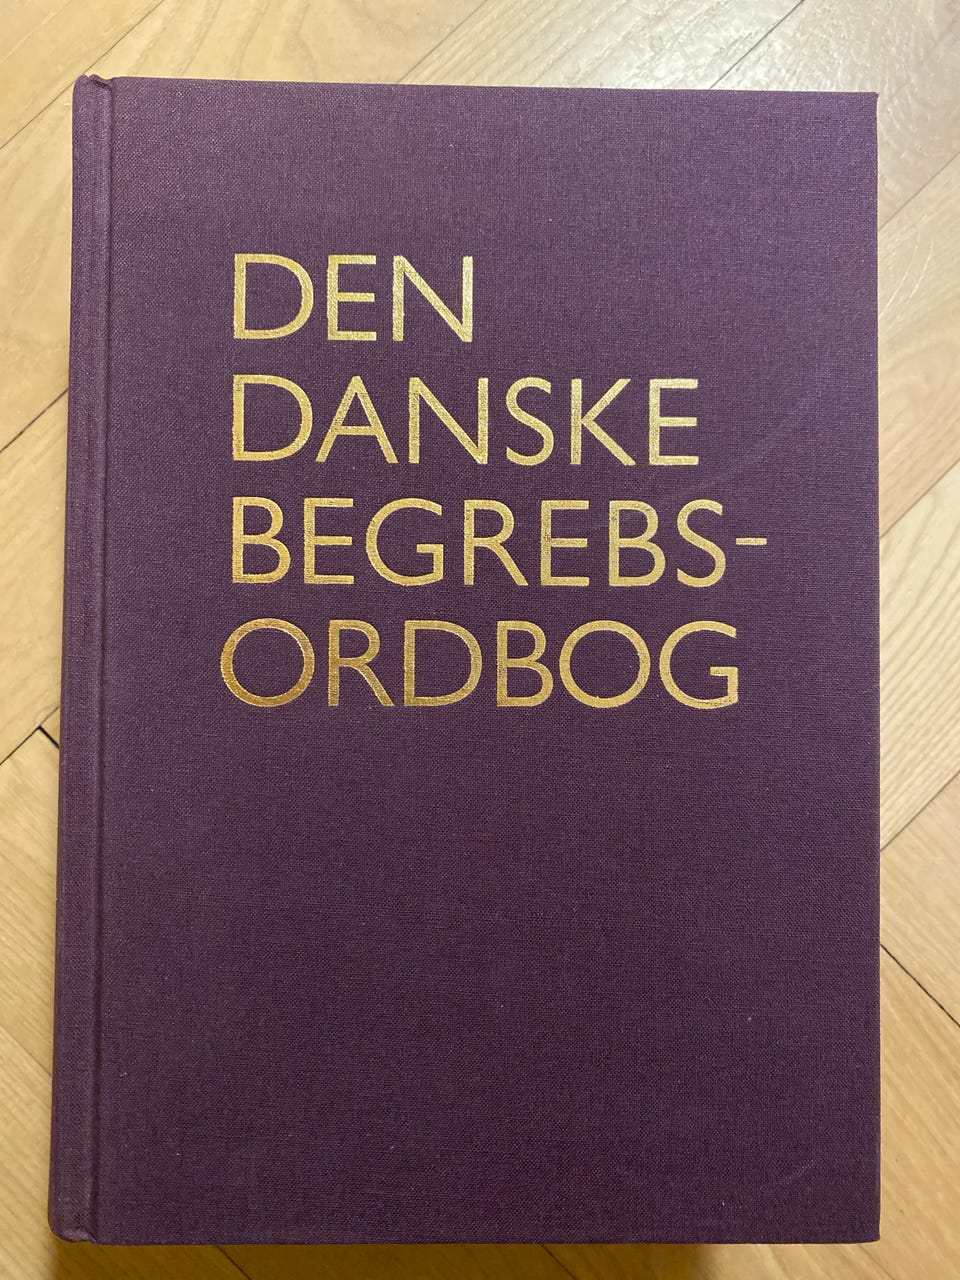 DEN
DANSKE
BEGREBS-
ORDBOG